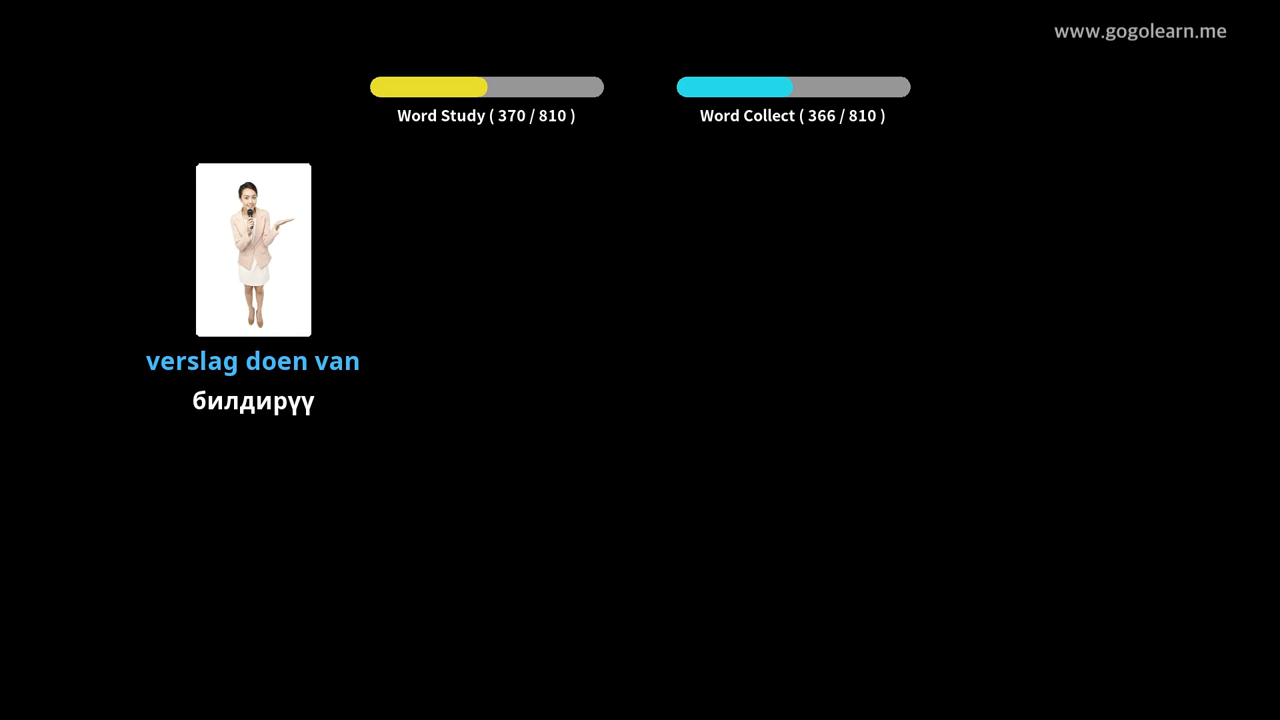 www.gogolearn.me
Word Study ( 370 / 810 )
Word Collect ( 366 / 810 )
verslag doen van
билдирүү